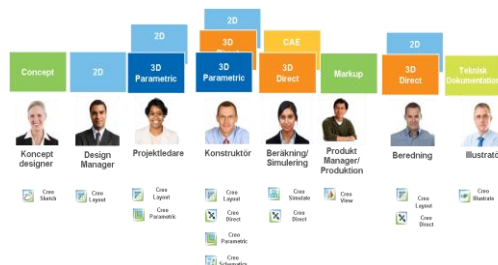 2D
2D
2D
3D
Direct
CAE
Concept
2D
3D
Parametric
3D
Parametric
3D
Direct
Markup
3D
Direct
Teknisk
Dokumentation
Koncept
designer
Design
Manager
Projektledare
Konstruktör
Beräkning/
Simulering
Produkt
Manager/
Produktion
Beredning
Illustratö
Creo
Sketch
Creo
Layout
Creo
Layout
Creo
Parametric
Creo
Layout
Creo
Direct
Creo
Parametric
Creo
Schematics
Creo
Simulate
Creo
Direct
Creo
View
Creo
Layout
Creo
Direct
Creo
Illustrate